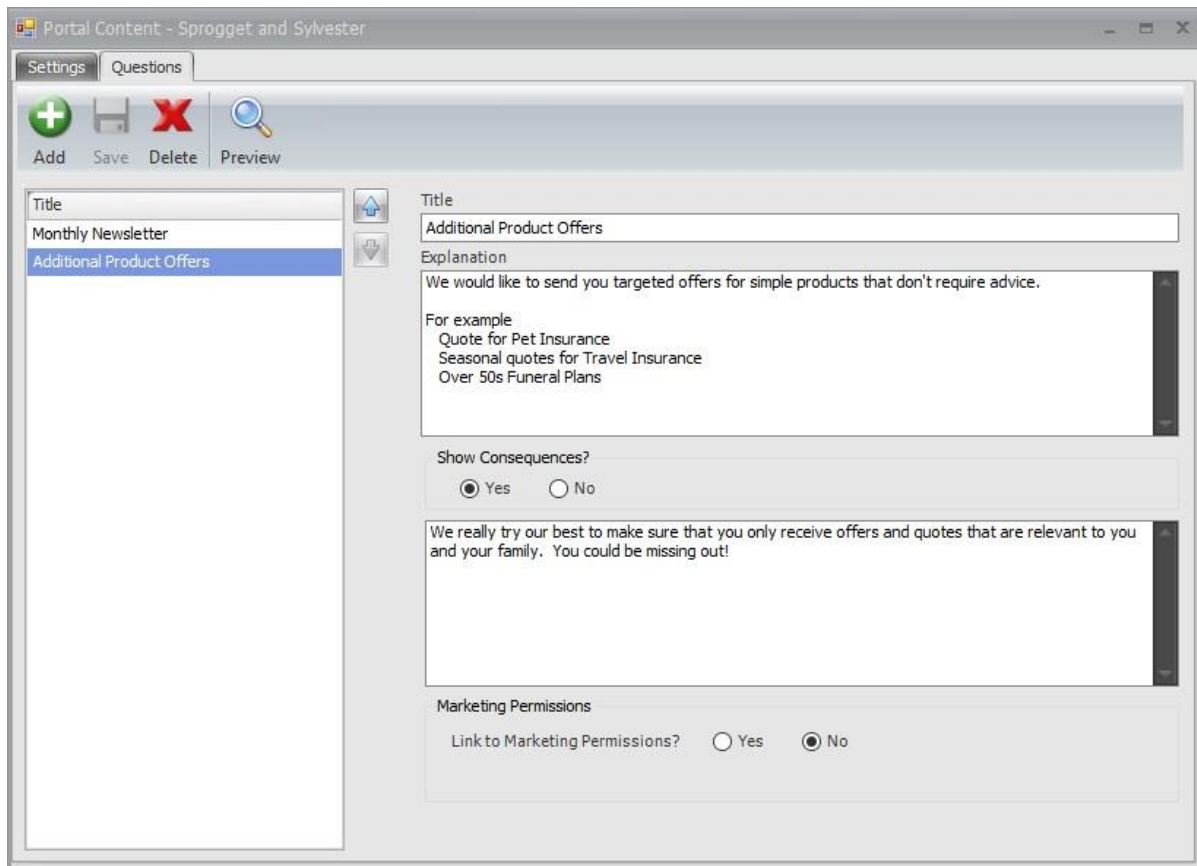 Portal Content - Sprogget and Sylvester
Settings Questions
Add Save Delete Preview
Title
Monthly Newsletter
Additional Product Offers
Title
Additional Product Offers
Explanation
We would like to send you targeted offers for simple products that don't require advice.
For example
Quote for Pet Insurance
Seasonal quotes for Travel Insurance
Over 50s Funeral Plans
Show Consequences?
Yes No
We really try our best to make sure that you only receive offers and quotes that are relevant to you
and your family. You could be missing out!
Marketing Permissions
Link to Marketing Permissions? Yes No